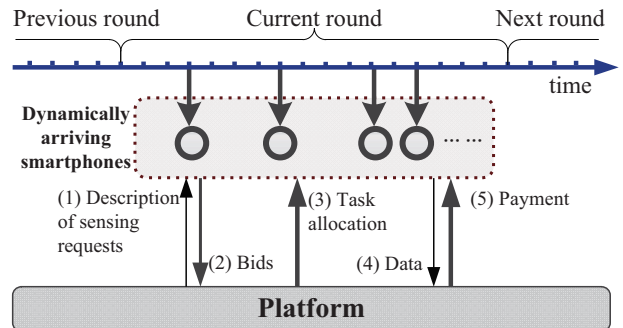 Previous round
Current round
Next round
time
Dynamically
arriving
smartphones
... ...
(1) Description
of sensing
requests
(2) Bids
(3) Task
allocation
(4) Data
(5) Payment
Platform